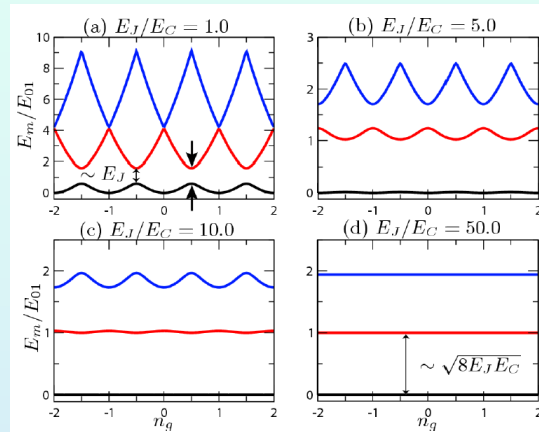 (a) E_J/E_C = 1.0
(b) E_J/E_C = 5.0
E_m/E_01
10
8
6
4
2
0
~ E_J
-2 -1 0 1 2
3
2
1
0
-2 -1 0 1 2
(c) E_J/E_C = 10.0
(d) E_J/E_C = 50.0
E_m/E_01
2
1
0
-2 -1 0 1 2
n_g
2
1
0
~ √8E_J E_C
-2 -1 0 1 2
n_g